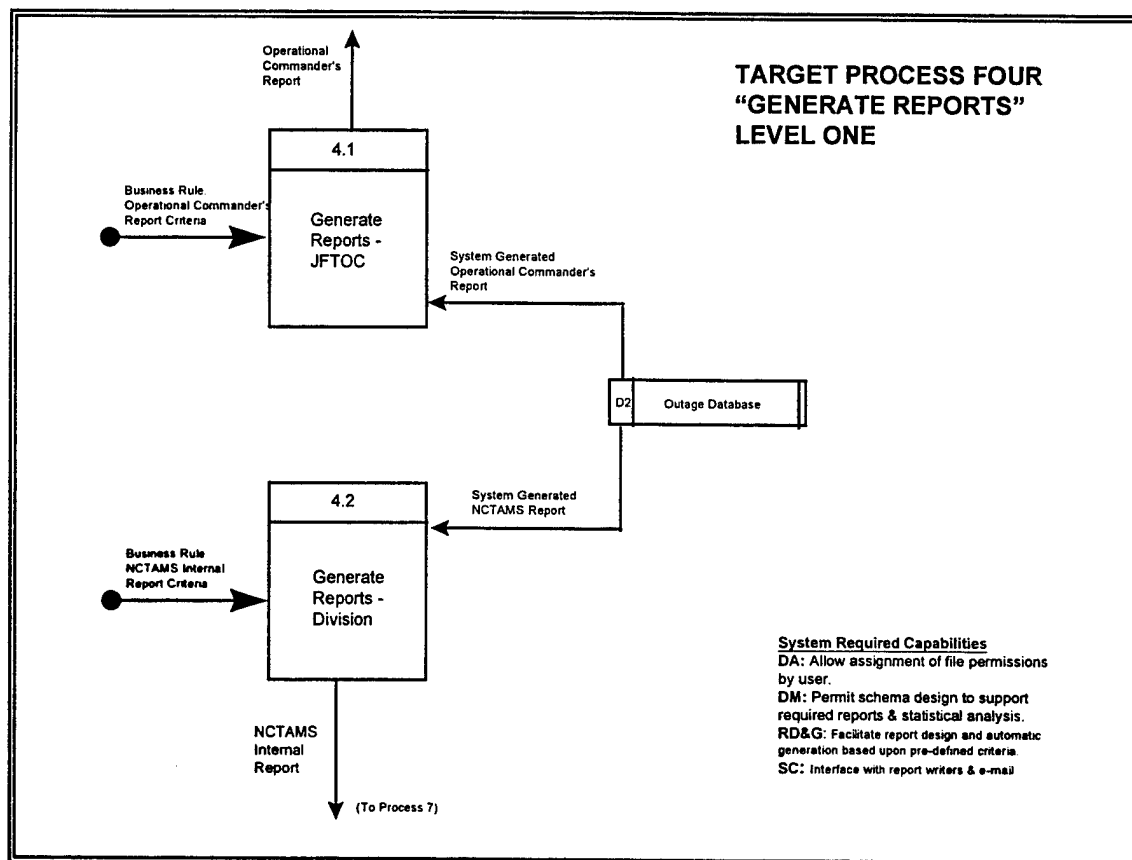 TARGET PROCESS FOUR
“GENERATE REPORTS”
LEVEL ONE
Operational
Commander's
Report
4.1
Generate
Reports -
JFTOC
Business Rule.
Operational Commander's
Report Criteria
System Generated
Operational Commander's
Report
D2
Outage Database
4.2
Generate
Reports -
Division
System Generated
NCTAMS Report
Business Rule
NCTAMS Internal
Report Criteria
NCTAMS
Internal
Report
(To Process 7)
System Required Capabilities
DA: Allow assignment of file permissions
by user.
DM: Permit schema design to support
required reports & statistical analysis.
RD&G: Facilitate report design and automatic
generation based upon pre-defined criteria.
SC: Interface with report writers & e-mail